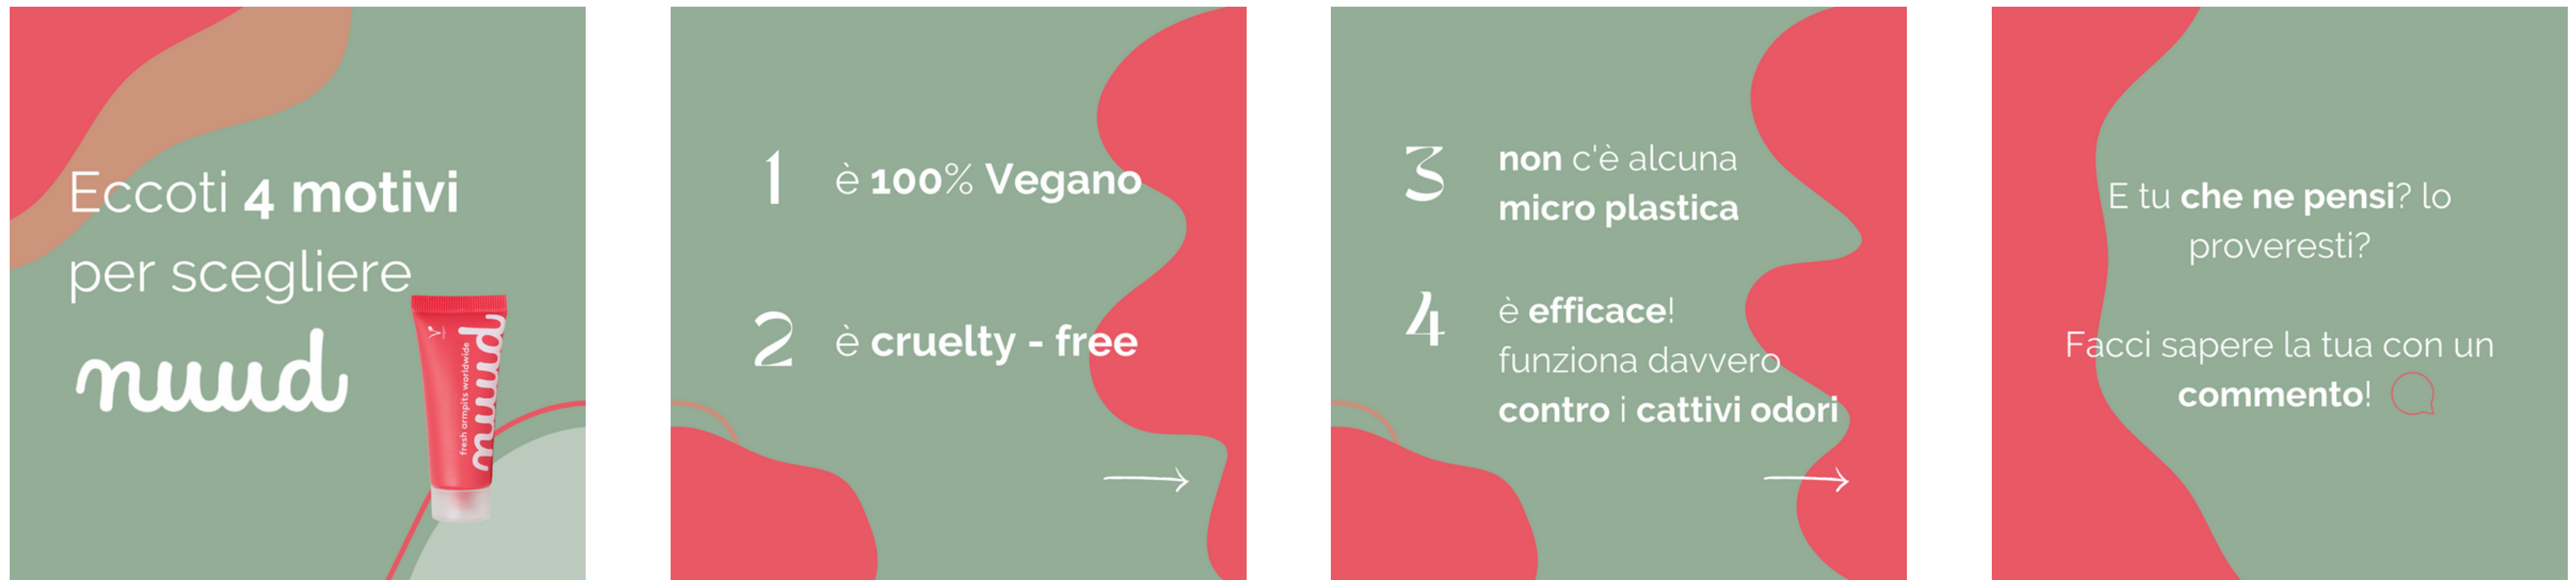 Eccoti 4 motivi
per scegliere
nuud
nuud
fresh armpits worldwide
1 è 100% Vegano
2 è cruelty - free
3 non c'è alcuna
micro plastica
4 è efficace!
funziona davvero
contro i cattivi odori
E tu che ne pensi? lo
proveresti?
Facci sapere la tua con un
commento!